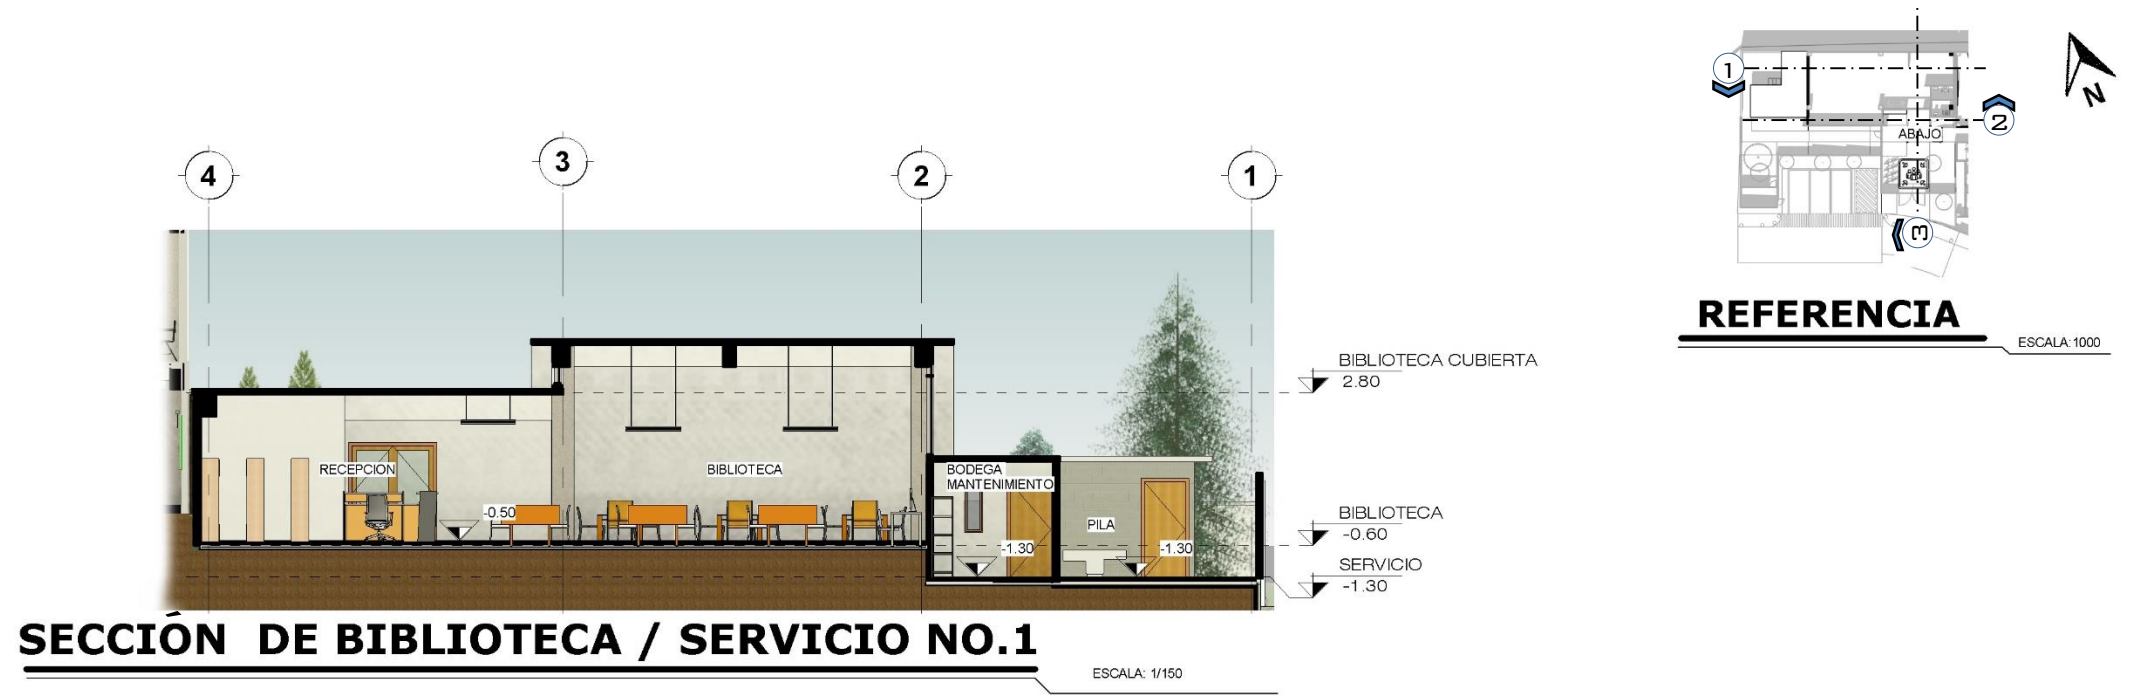 4
3
2
1
RECEPCION
BIBLIOTECA
BODEGA
MANTENIMIENTO
PILA
-0.50
-1.30
-1.30
BIBLIOTECA CUBIERTA
2.80
BIBLIOTECA
-0.60
SERVICIO
-1.30
SECCIÓN DE BIBLIOTECA / SERVICIO NO.1
ESCALA: 1/150
1
2
ABAJO
3
N
REFERENCIA
ESCALA:1000